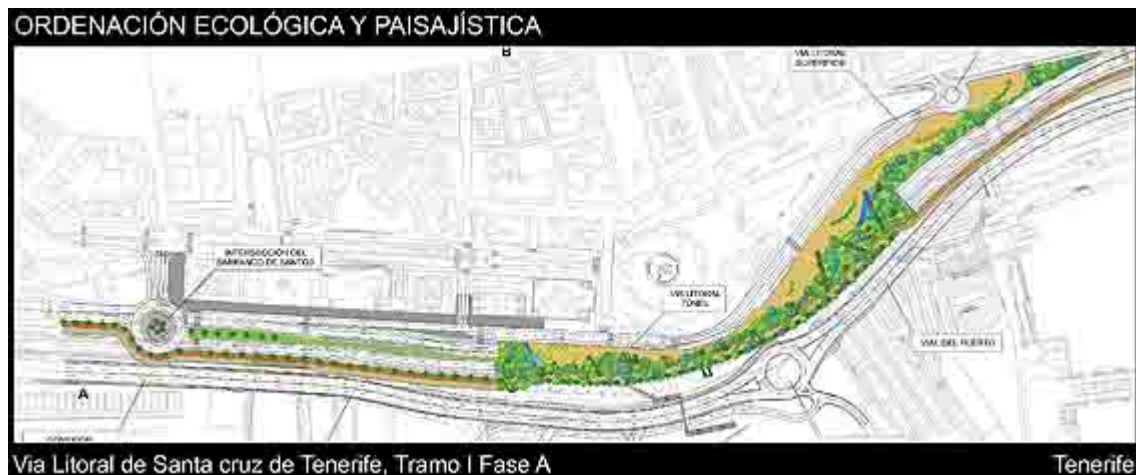 ORDENACIÓN ECOLÓGICA Y PAISAJÍSTICA
B
VIA LITORAL
SUPERFICIE
INTERSECCIÓN DEL
BARRANCO DE SANTOS
VIA LITORAL
TÚNEL
VIAL DEL PUERTO
A
Via Litoral de Santa cruz de Tenerife, Tramo I Fase A
Tenerife